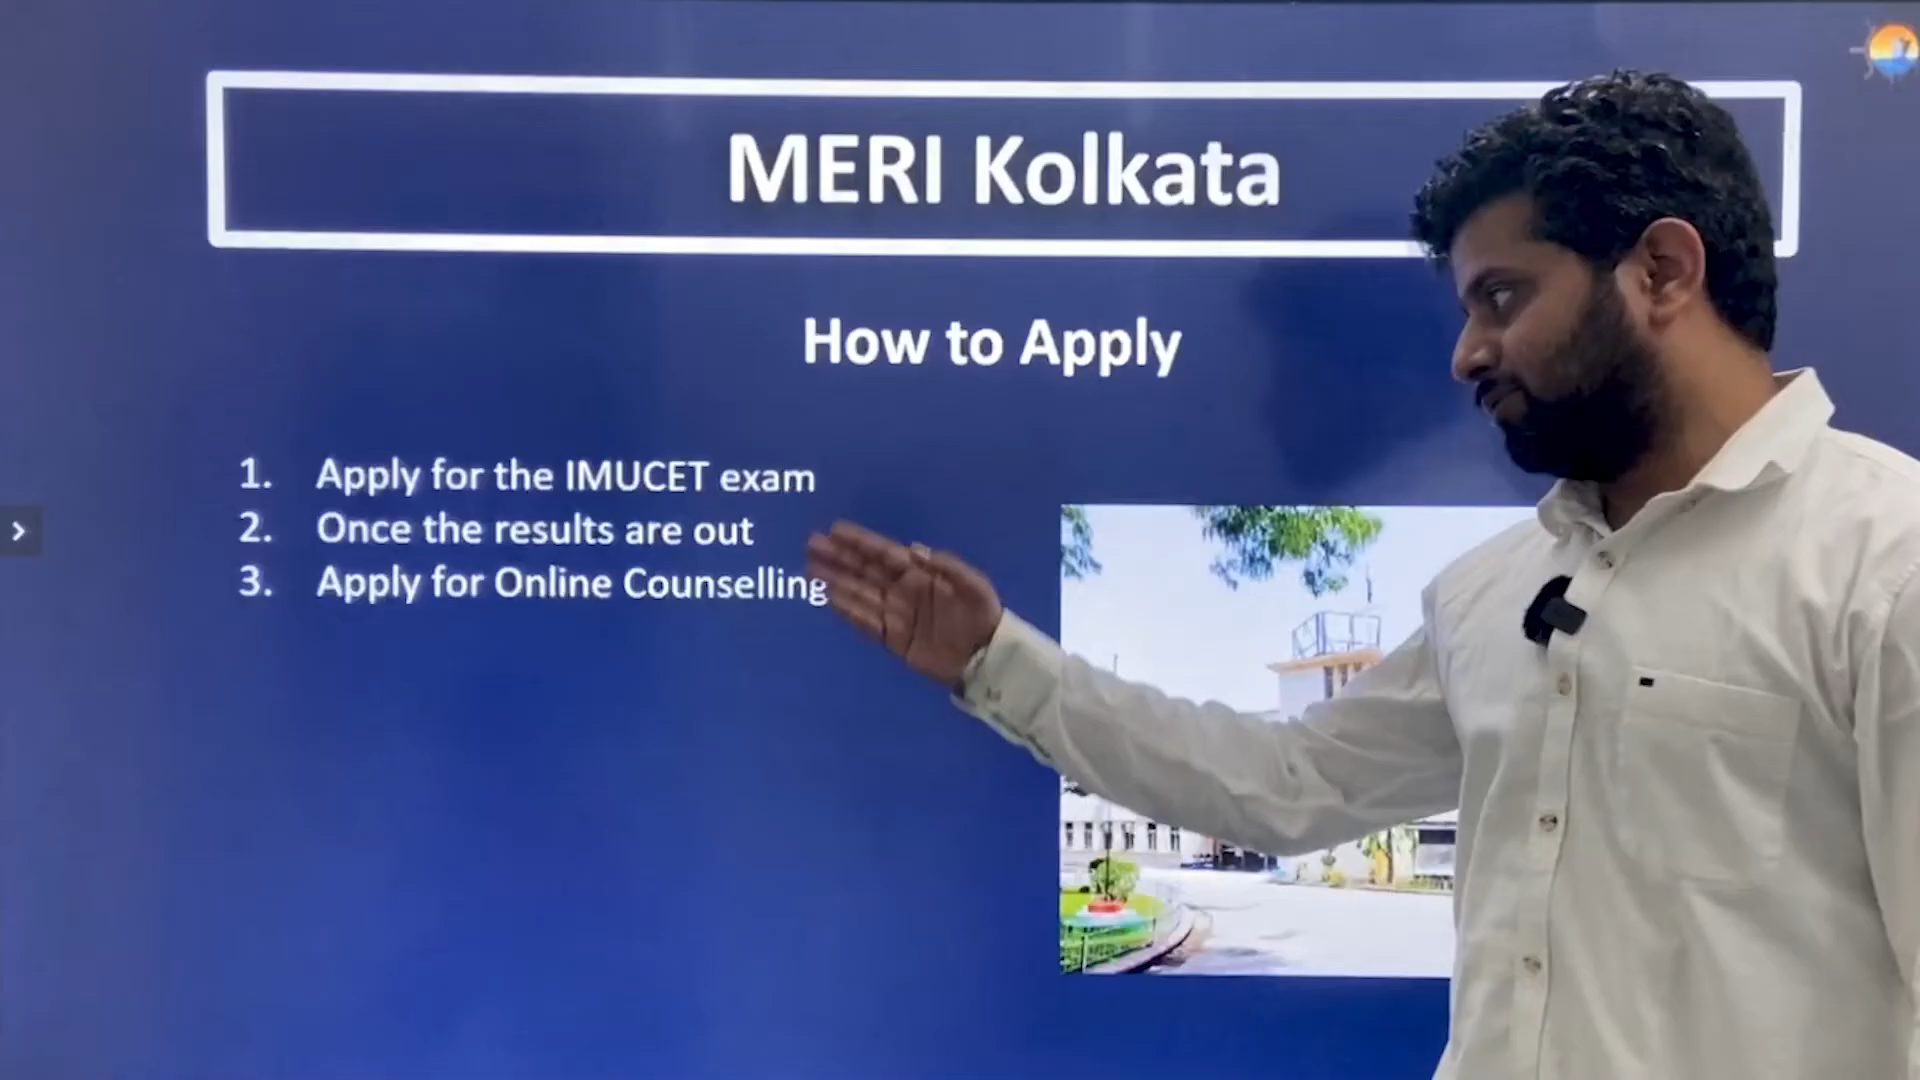 MERI Kolkata
How to Apply
1. Apply for the IMUCET exam
2. Once the results are out
3. Apply for Online Counselling